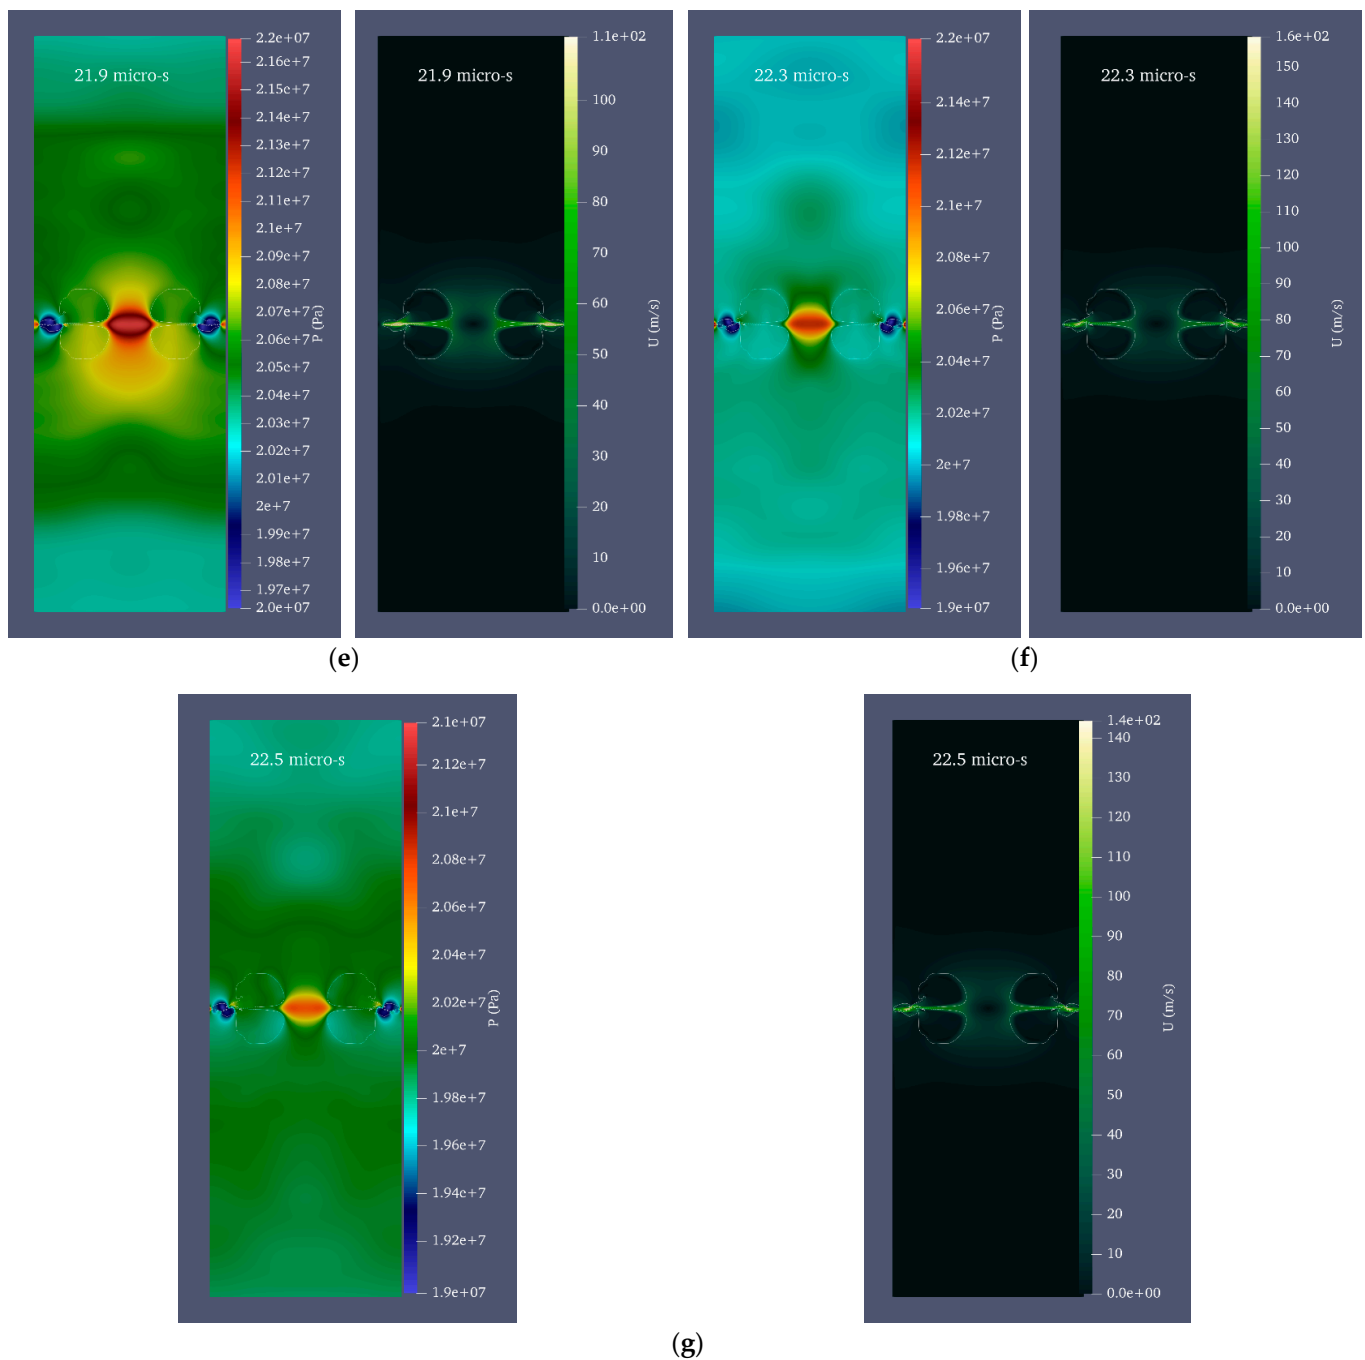 21.9 micro-s
2.2e+07
2.16e+7
2.15e+7
2.14e+7
2.13e+7
2.12e+7
2.11e+7
2.1e+7
2.09e+7
2.08e+7
2.07e+7
2.06e+7
2.05e+7
2.04e+7
2.03e+7
2.02e+7
2.01e+7
2e+7
1.99e+7
1.98e+7
1.97e+7
2.0e+07
P (Pa)
21.9 micro-s
1.1e+02
100
90
80
70
60
50
40
30
20
10
0.0e+00
U (m/s)
(e)
22.3 micro-s
2.2e+07
2.14e+7
2.12e+7
2.1e+7
2.08e+7
2.06e+7
2.04e+7
2.02e+7
2e+7
1.98e+7
1.96e+7
1.9e+07
P (Pa)
22.3 micro-s
1.6e+02
150
140
130
120
110
100
90
80
70
60
50
40
30
20
10
0.0e+00
U (m/s)
(f)
22.5 micro-s
2.1e+07
2.12e+7
2.1e+7
2.08e+7
2.06e+7
2.04e+7
2.02e+7
2e+7
1.98e+7
1.96e+7
1.94e+7
1.92e+7
1.9e+07
P (Pa)
22.5 micro-s
1.4e+02
140
130
120
110
100
90
80
70
60
50
40
30
20
10
0.0e+00
U (m/s)
(g)